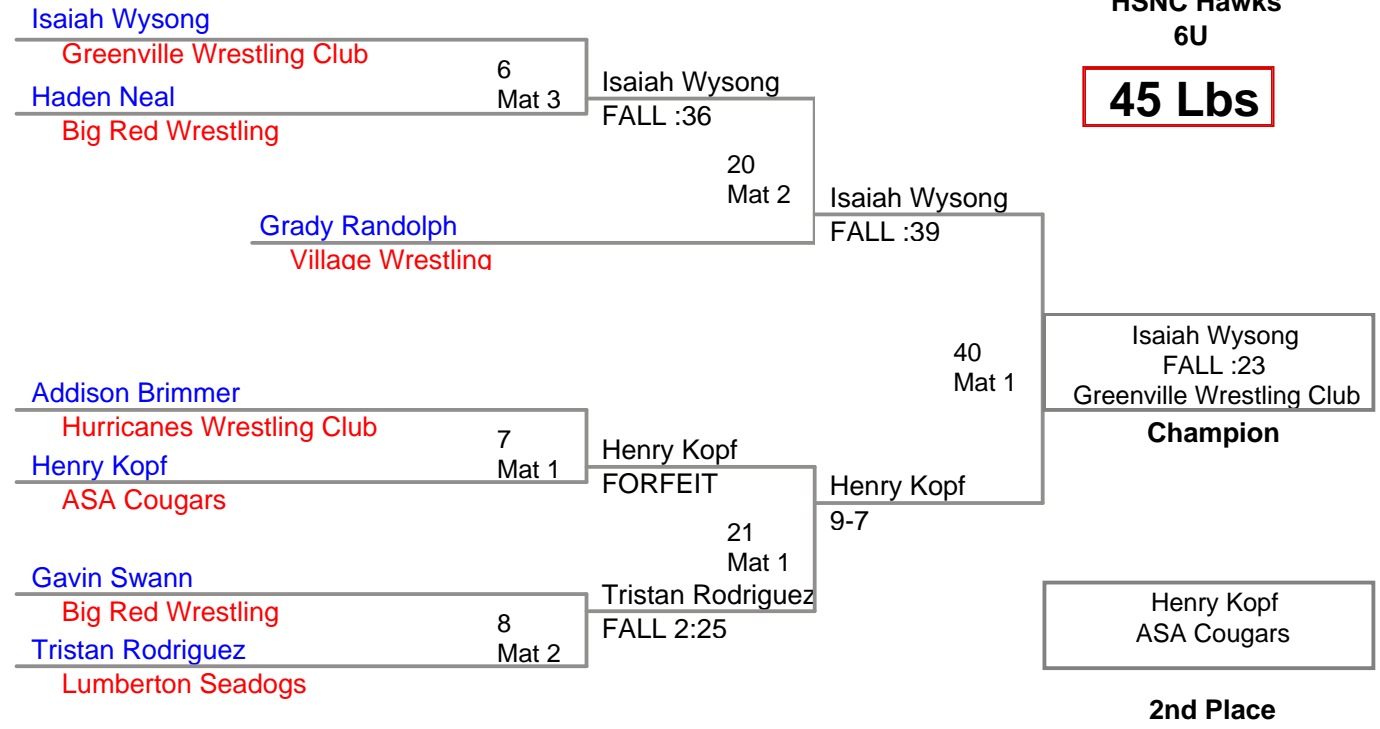 HSNC Hawks
6U
45 Lbs
Isaiah Wysong
Greenville Wrestling Club
Haden Neal
Big Red Wrestling
6
Mat 3
Isaiah Wysong
FALL :36
Grady Randolph
Village Wrestling
20
Mat 2
Isaiah Wysong
FALL :39
Addison Brimmer
Hurricanes Wrestling Club
Henry Kopf
ASA Cougars
7
Mat 1
Henry Kopf
FORFEIT
Gavin Swann
Big Red Wrestling
Tristan Rodriguez
Lumberton Seadogs
8
Mat 2
Tristan Rodriguez
FALL 2:25
21
Mat 1
Henry Kopf
9-7
40
Mat 1
Isaiah Wysong
FALL :23
Greenville Wrestling Club
Champion
Henry Kopf
ASA Cougars
2nd Place